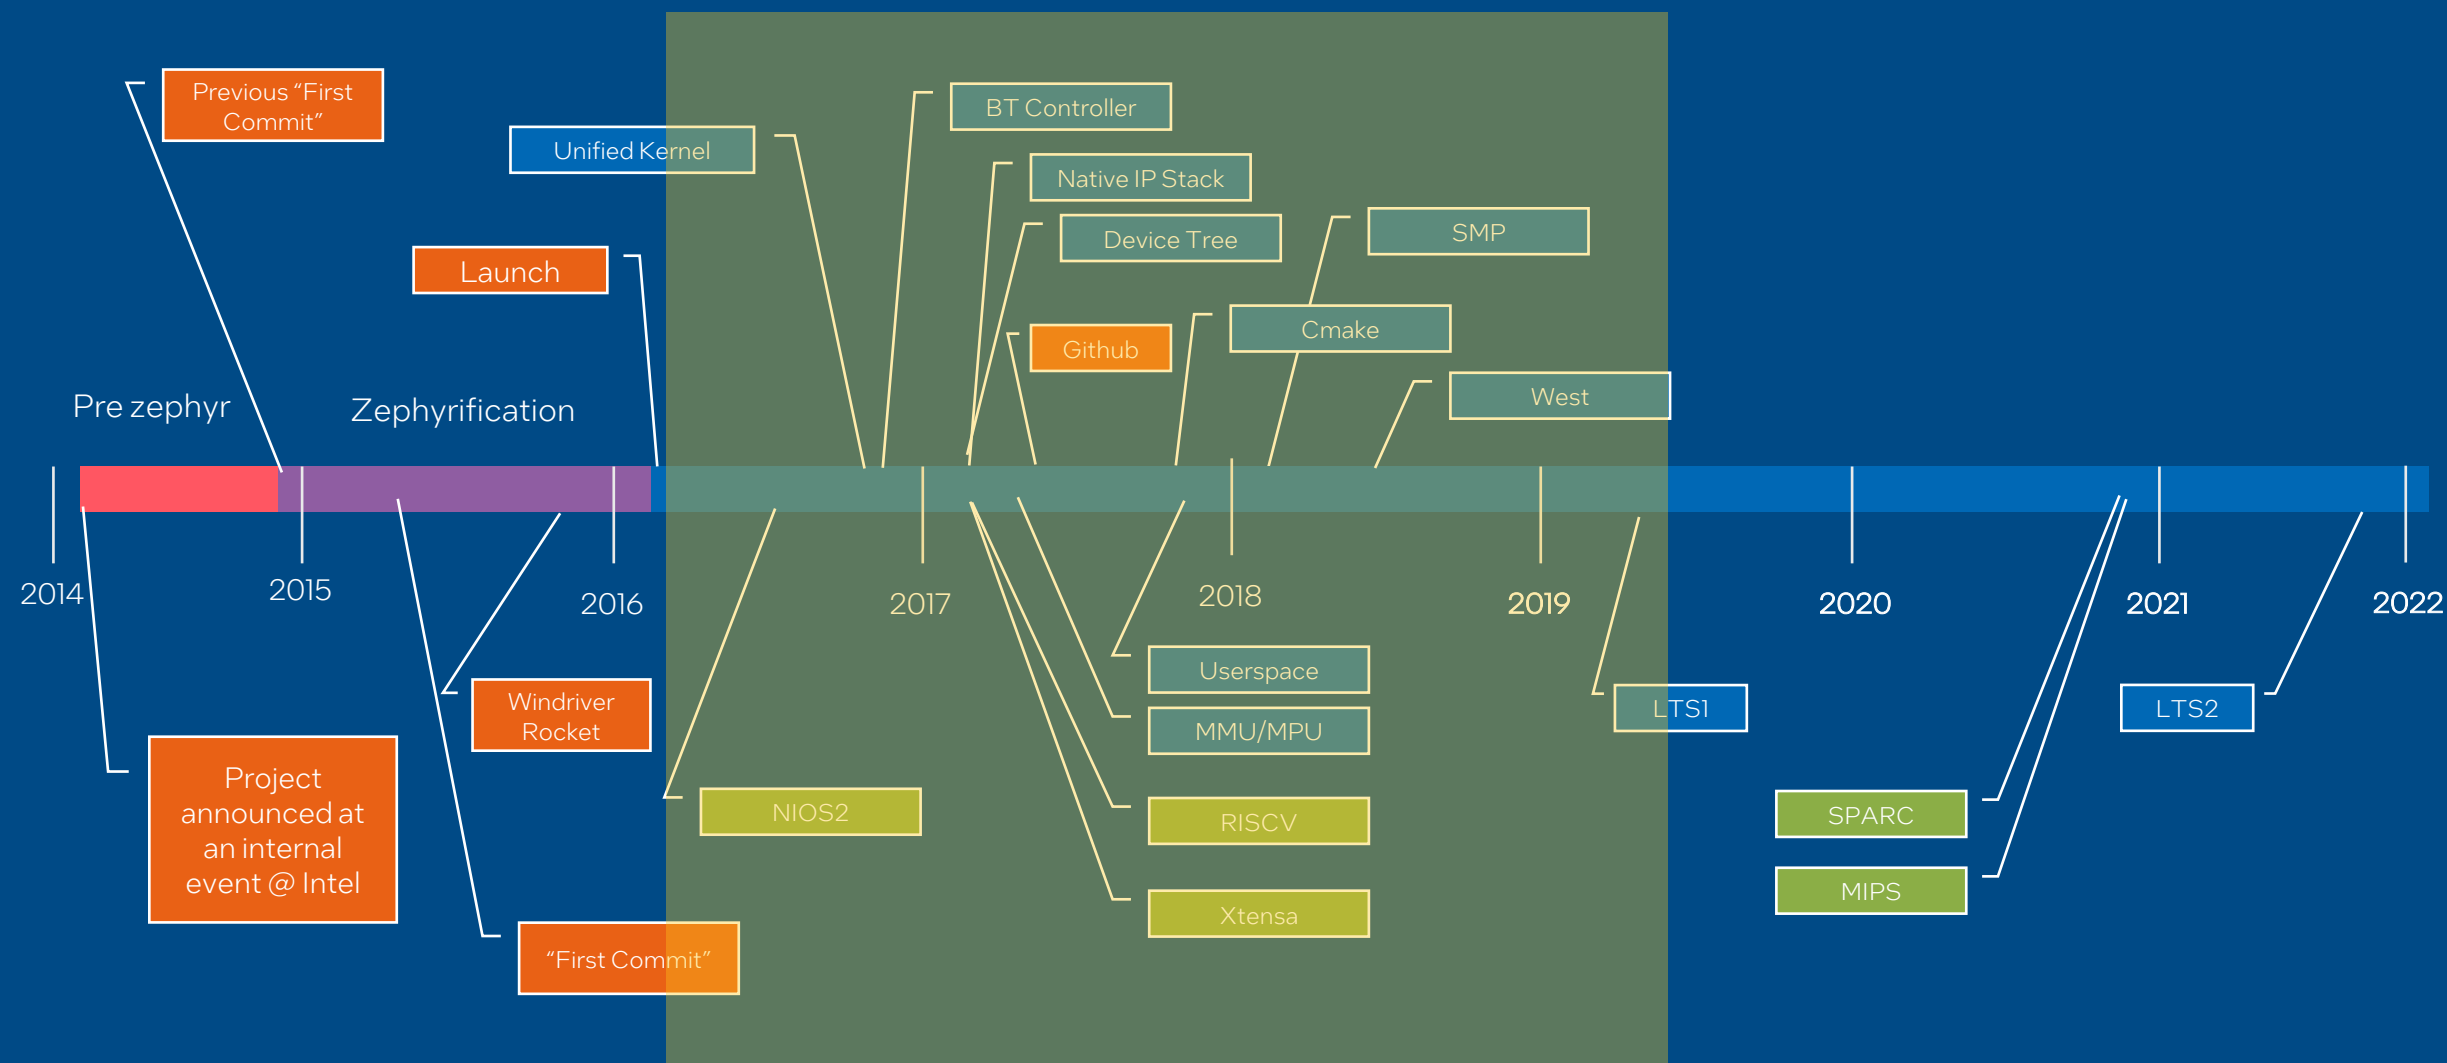 Previous “First
Commit”
BT Controller
Unified Kernel
Native IP Stack
Device Tree
SMP
Launch
Cmake
Github
West
Pre zephyr
Zephyrification
2014
2015
2016
2017
2018
2019
2020
2021
2022
Userspace
Windriver
Rocket
MMU/MPU
LTS1
LTS2
Project
announced at
an internal
event @ Intel
NIOS2
RISCV
SPARC
Xtensa
MIPS
“First Commit”